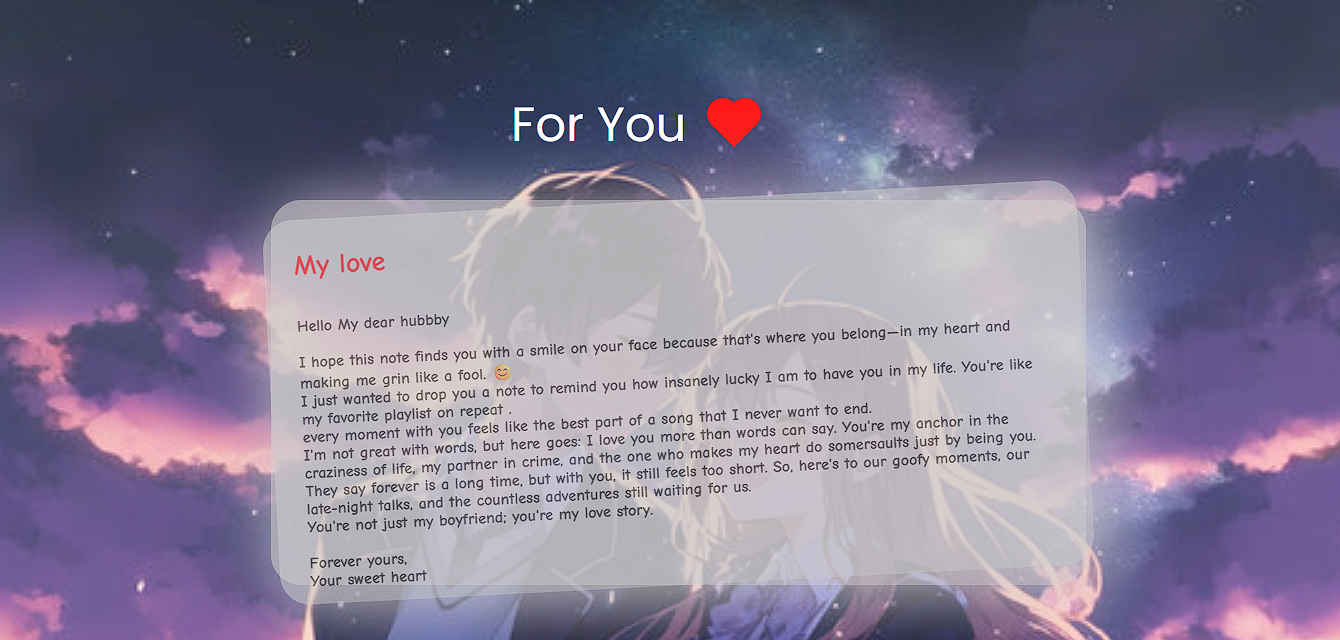 For You ❤
My love
Hello My dear hubbby
I hope this note finds you with a smile on your face because that's where you belong—in my heart and
making me grin like a fool. 😊
I just wanted to drop you a note to remind you how insanely lucky I am to have you in my life. You're like
my favorite playlist on repeat .
every moment with you feels like the best part of a song that I never want to end.
I'm not great with words, but here goes: I love you more than words can say. You're my anchor in the
craziness of life, my partner in crime, and the one who makes my heart do somersaults just by being you.
They say forever is a long time, but with you, it still feels too short. So, here's to our goofy moments, our
late-night talks, and the countless adventures still waiting for us.
You're not just my boyfriend; you're my love story.
Forever yours,
Your sweet heart